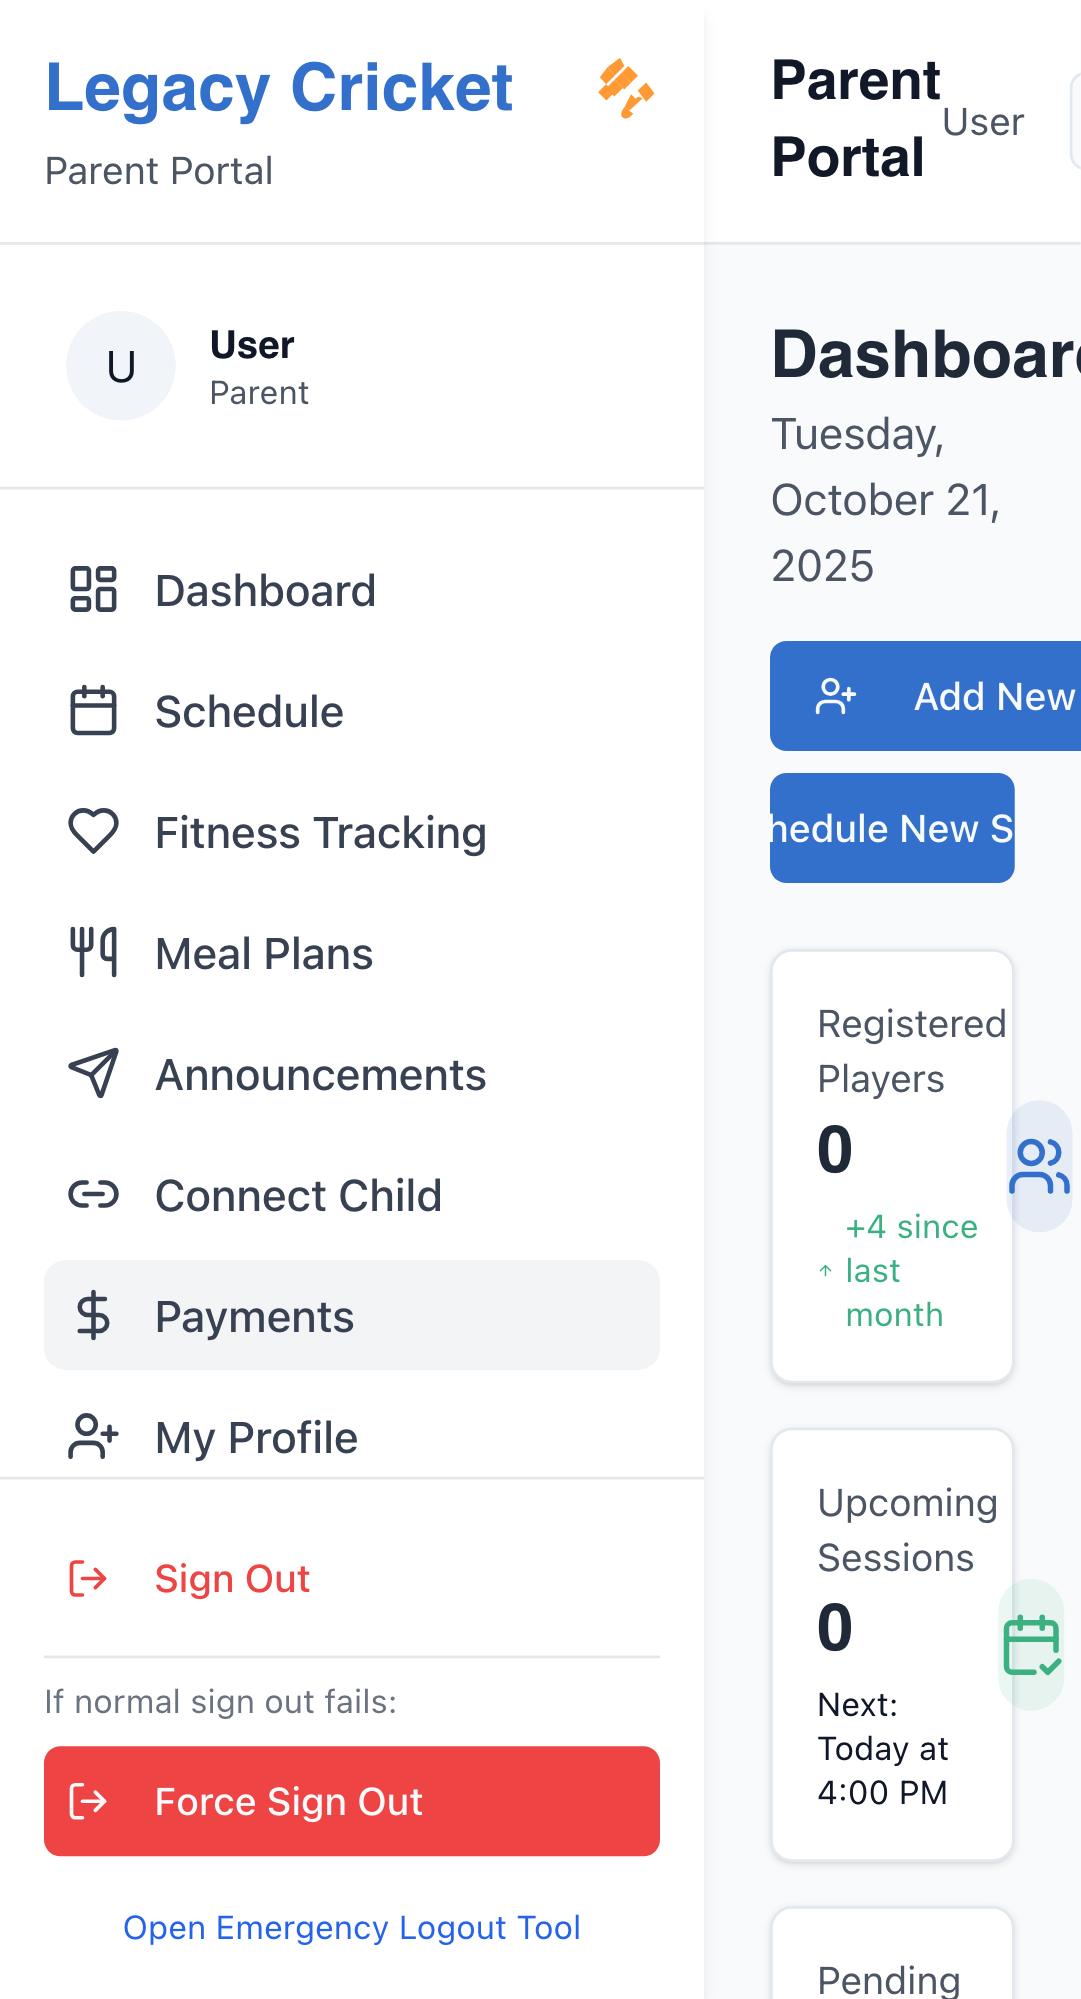 Legacy Cricket
Parent Portal
U
User
Parent
Dashboard
Schedule
Fitness Tracking
Meal Plans
Announcements
Connect Child
Payments
My Profile
Sign Out
If normal sign out fails:
Force Sign Out
Open Emergency Logout Tool
Parent
Portal
User
Dashboar
Tuesday,
October 21,
2025
Add New
hedule New S
Registered
Players
0
+4 since
last
month
Upcoming
Sessions
0
Next:
Today at
4:00 PM
Pending